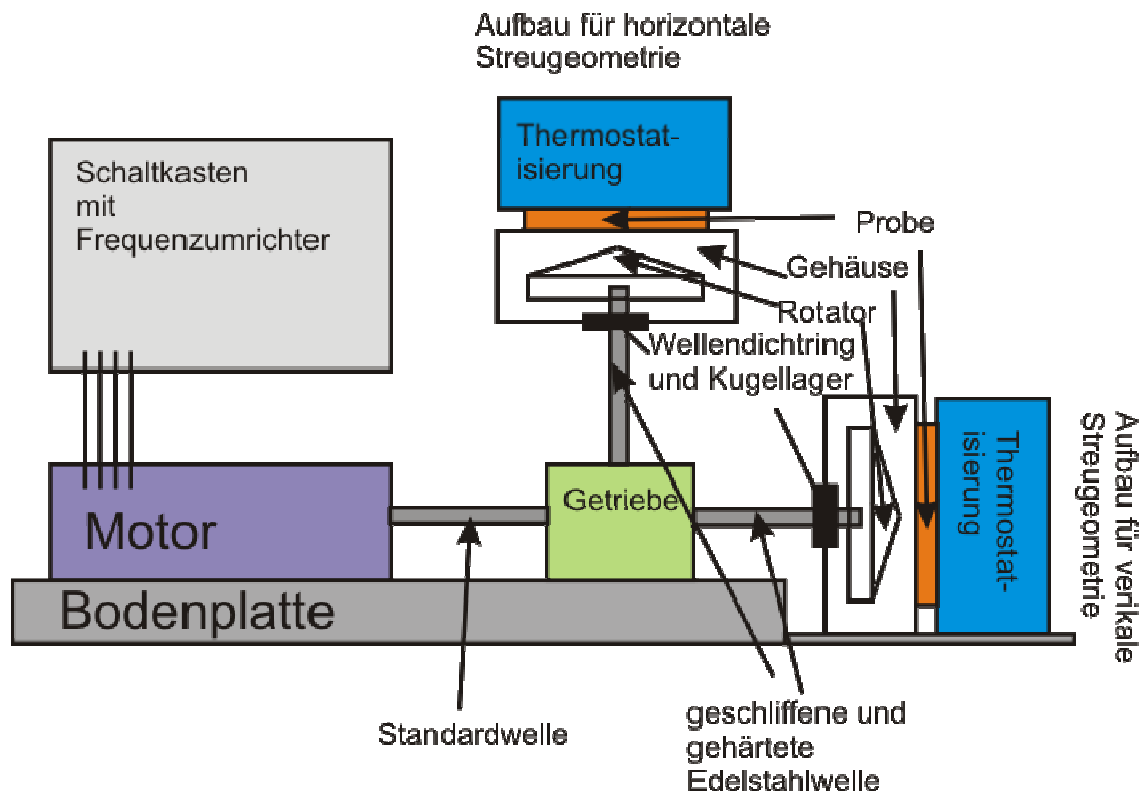 Aufbau für horizontale
Streugeometrie
Thermostat-
isierung
Schaltkasten
mit
Frequenzumrichter
Probe
Gehäuse
Rotator
Wellendichtring
und Kugellager
Motor
Getriebe
Bodenplatte
Thermostat-
isierung
Aufbau für verikale
Streugeometrie
Standardwelle
geschliffene und
gehärtete
Edelstahlwelle